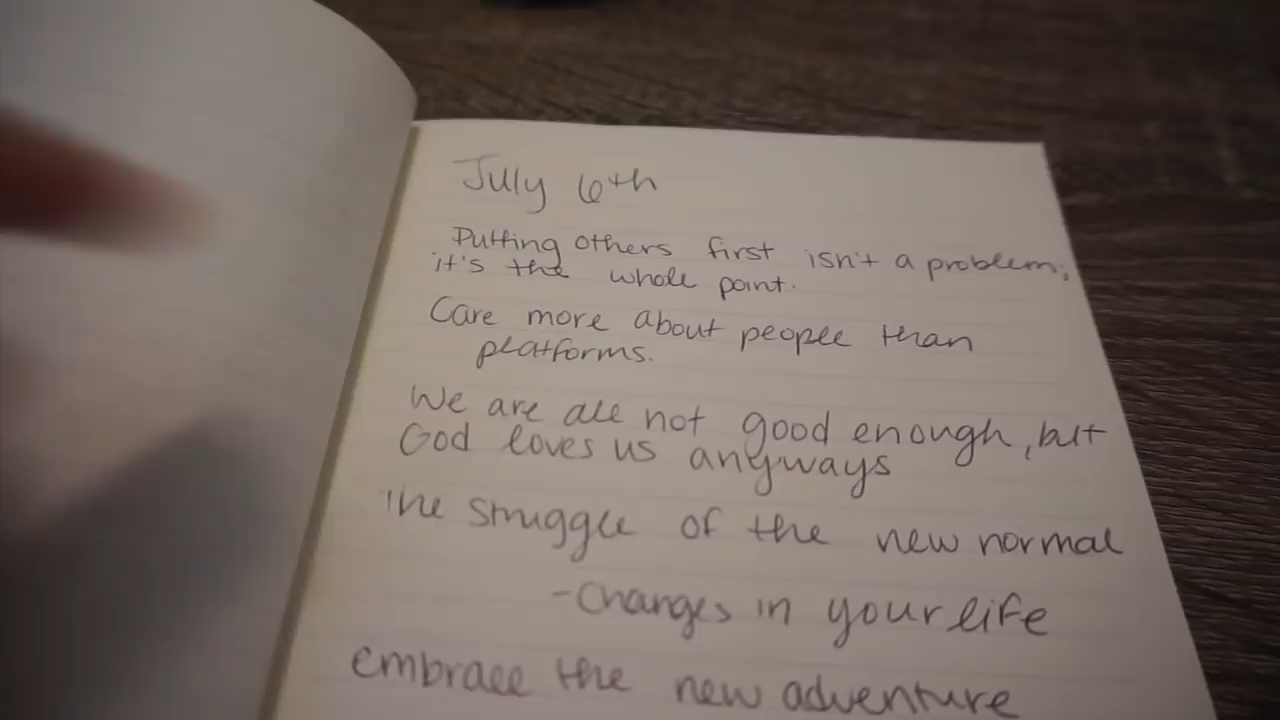 July 6th
Putting others first isn't a problem,
it's the whole point.
Care more about people than
platforms.
We are all not good enough, but
God loves us anyways
The struggle of the new normal
-Changes in your life
embrace the new adventure